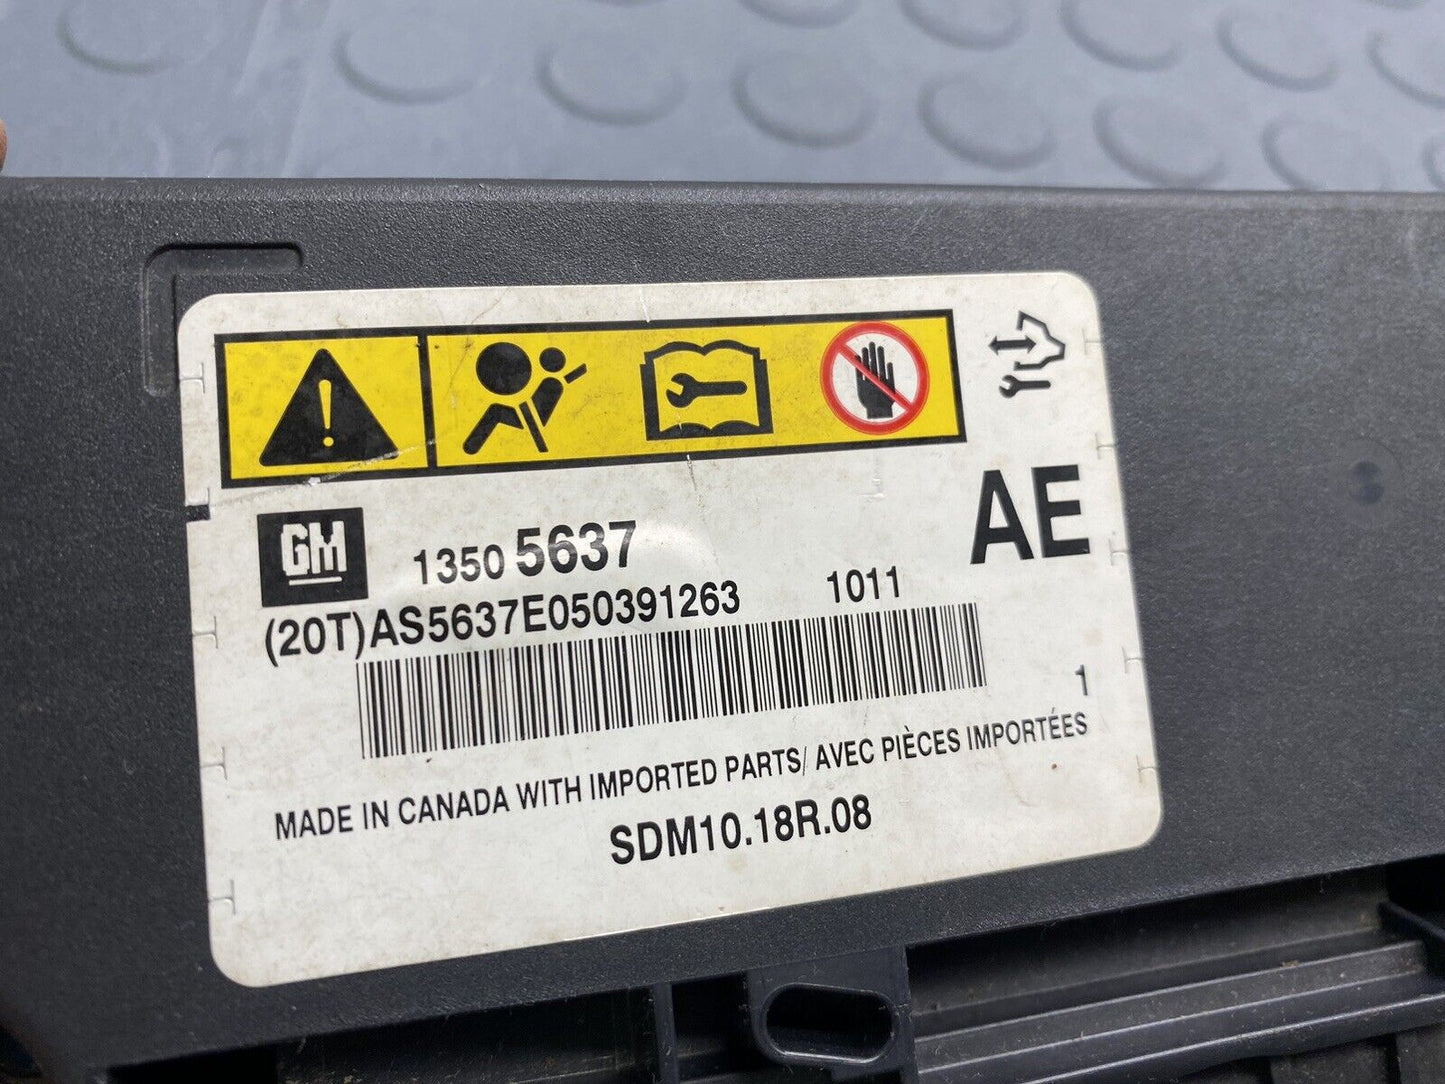 GM 1350 5637 AE
(20T)AS5637E050391263 1011
1
MADE IN CANADA WITH IMPORTED PARTS/ AVEC PIÈCES IMPORTÉES
SDM10.18R.08